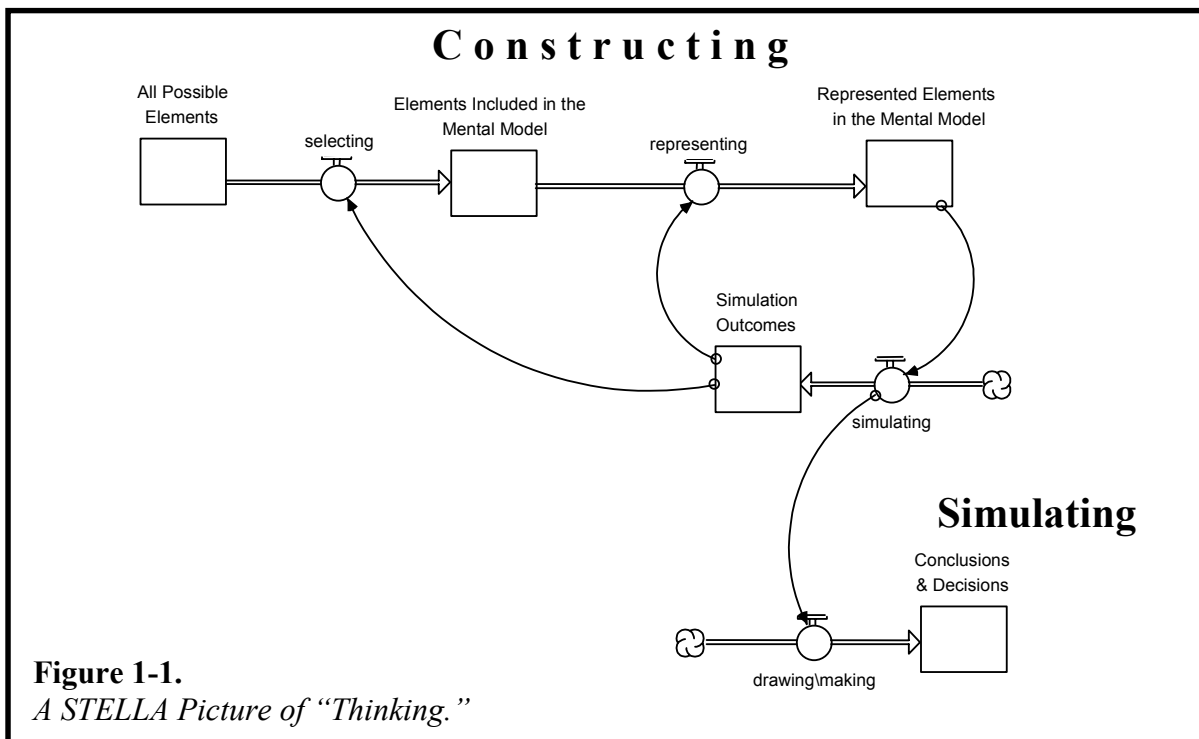 Constructing
All Possible
Elements
selecting
Elements Included in the
Mental Model
representing
Represented Elements
in the Mental Model
Simulation
Outcomes
simulating
Simulating
Conclusions
& Decisions
drawing\making
Figure 1-1.
A STELLA Picture of “Thinking.”